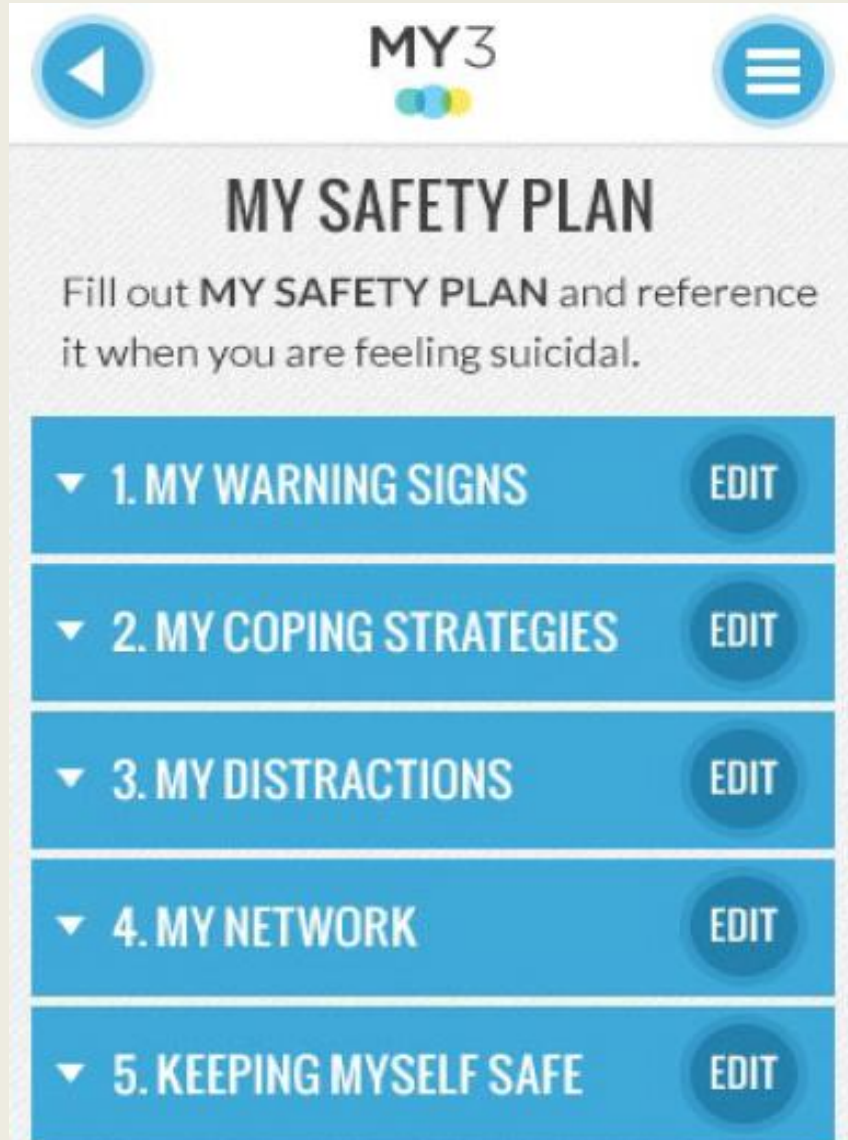 MY3
MY SAFETY PLAN
Fill out MY SAFETY PLAN and reference
it when you are feeling suicidal.
1. MY WARNING SIGNS EDIT
2. MY COPING STRATEGIES EDIT
3. MY DISTRACTIONS EDIT
4. MY NETWORK EDIT
5. KEEPING MYSELF SAFE EDIT